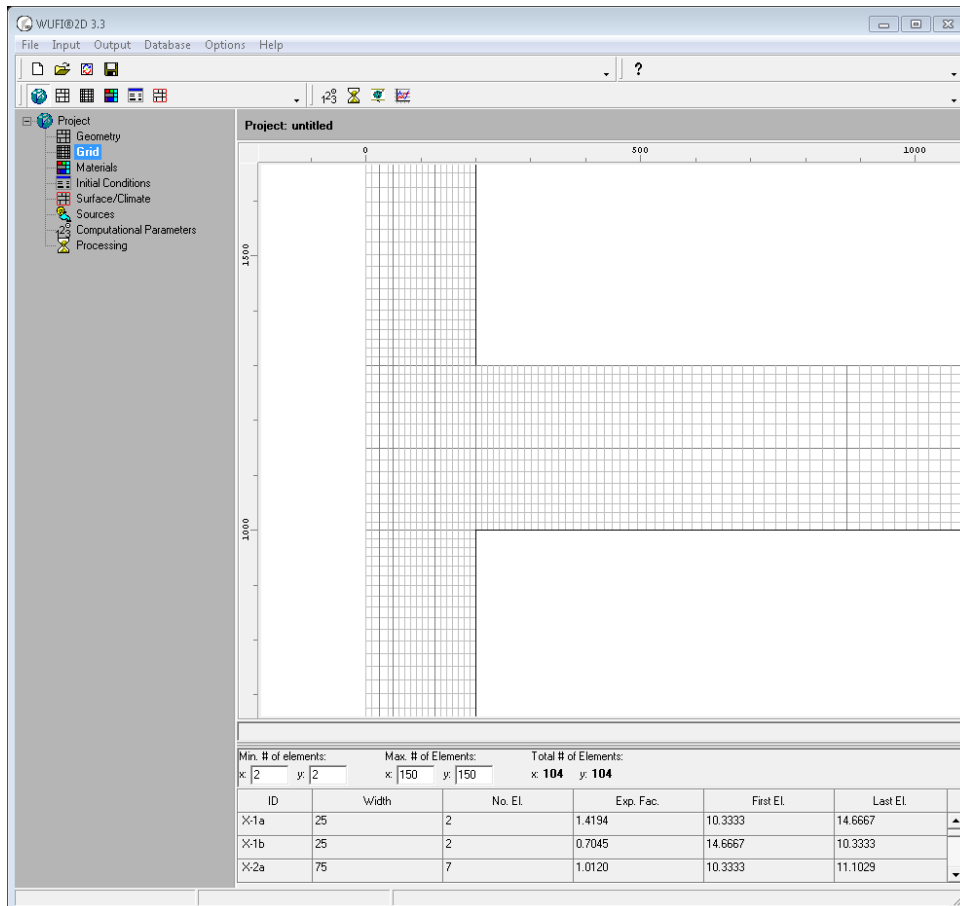 WUFI®2D 3.3
File Input Output Database Options Help
?
Project
Geometry
Grid
Materials
Initial Conditions
Surface/Climate
Sources
Computational Parameters
Processing
Project: untitled
0 500 1000
1500
1000
Min. # of elements: Max. # of Elements: Total # of Elements:
x: 2 y: 2 x: 150 y: 150 x: 104 y: 104
ID Width No. El. Exp. Fac. First El. Last El.
X-1a 25 2 1.4194 10.3333 14.6667
X-1b 25 2 0.7045 14.6667 10.3333
X-2a 75 7 1.0120 10.3333 11.1029